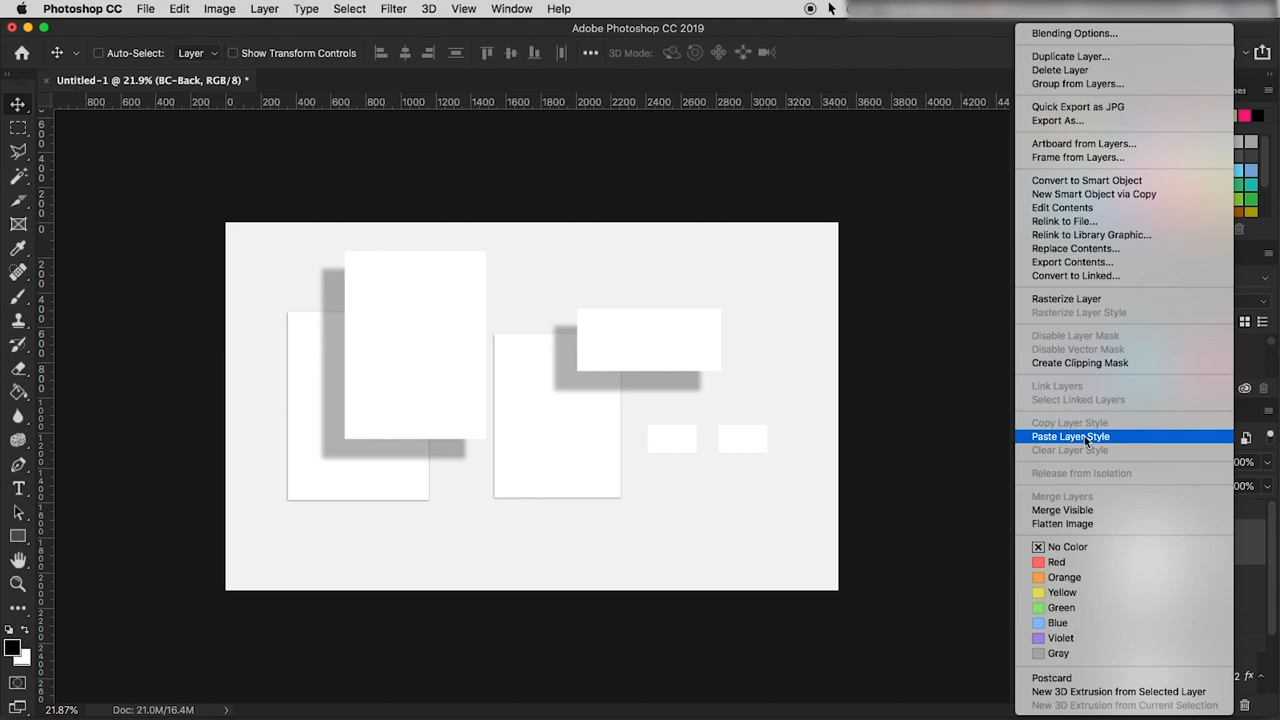 Photoshop CC File Edit Image Layer Type Select Filter 3D View Window Help
Adobe Photoshop CC 2019
Auto-Select: Layer Show Transform Controls 3D Mode:
Untitled-1 @ 21.9% (BC-Back, RGB/8) *
800 600 400 200 0 200 400 600 800 1000 1200 1400 1600 1800 2000 2200 2400 2600 2800 3000 3200 3400 3600 3800 4000 4200 44
Blending Options...
Duplicate Layer...
Delete Layer
Group from Layers...
Quick Export as JPG
Export As...
Artboard from Layers...
Frame from Layers...
Convert to Smart Object
New Smart Object via Copy
Edit Contents
Relink to File...
Relink to Library Graphic...
Replace Contents...
Export Contents...
Convert to Linked...
Rasterize Layer
Rasterize Layer Style
Disable Layer Mask
Disable Vector Mask
Create Clipping Mask
Link Layers
Select Linked Layers
Copy Layer Style
Paste Layer Style
Clear Layer Style
Release from Isolation
Merge Layers
Merge Visible
Flatten Image
No Color
Red
Orange
Yellow
Green
Blue
Violet
Gray
Postcard
New 3D Extrusion from Selected Layer
New 3D Extrusion from Current Selection
00%
00%
fx
21.87% Doc: 21.0M/16.4M